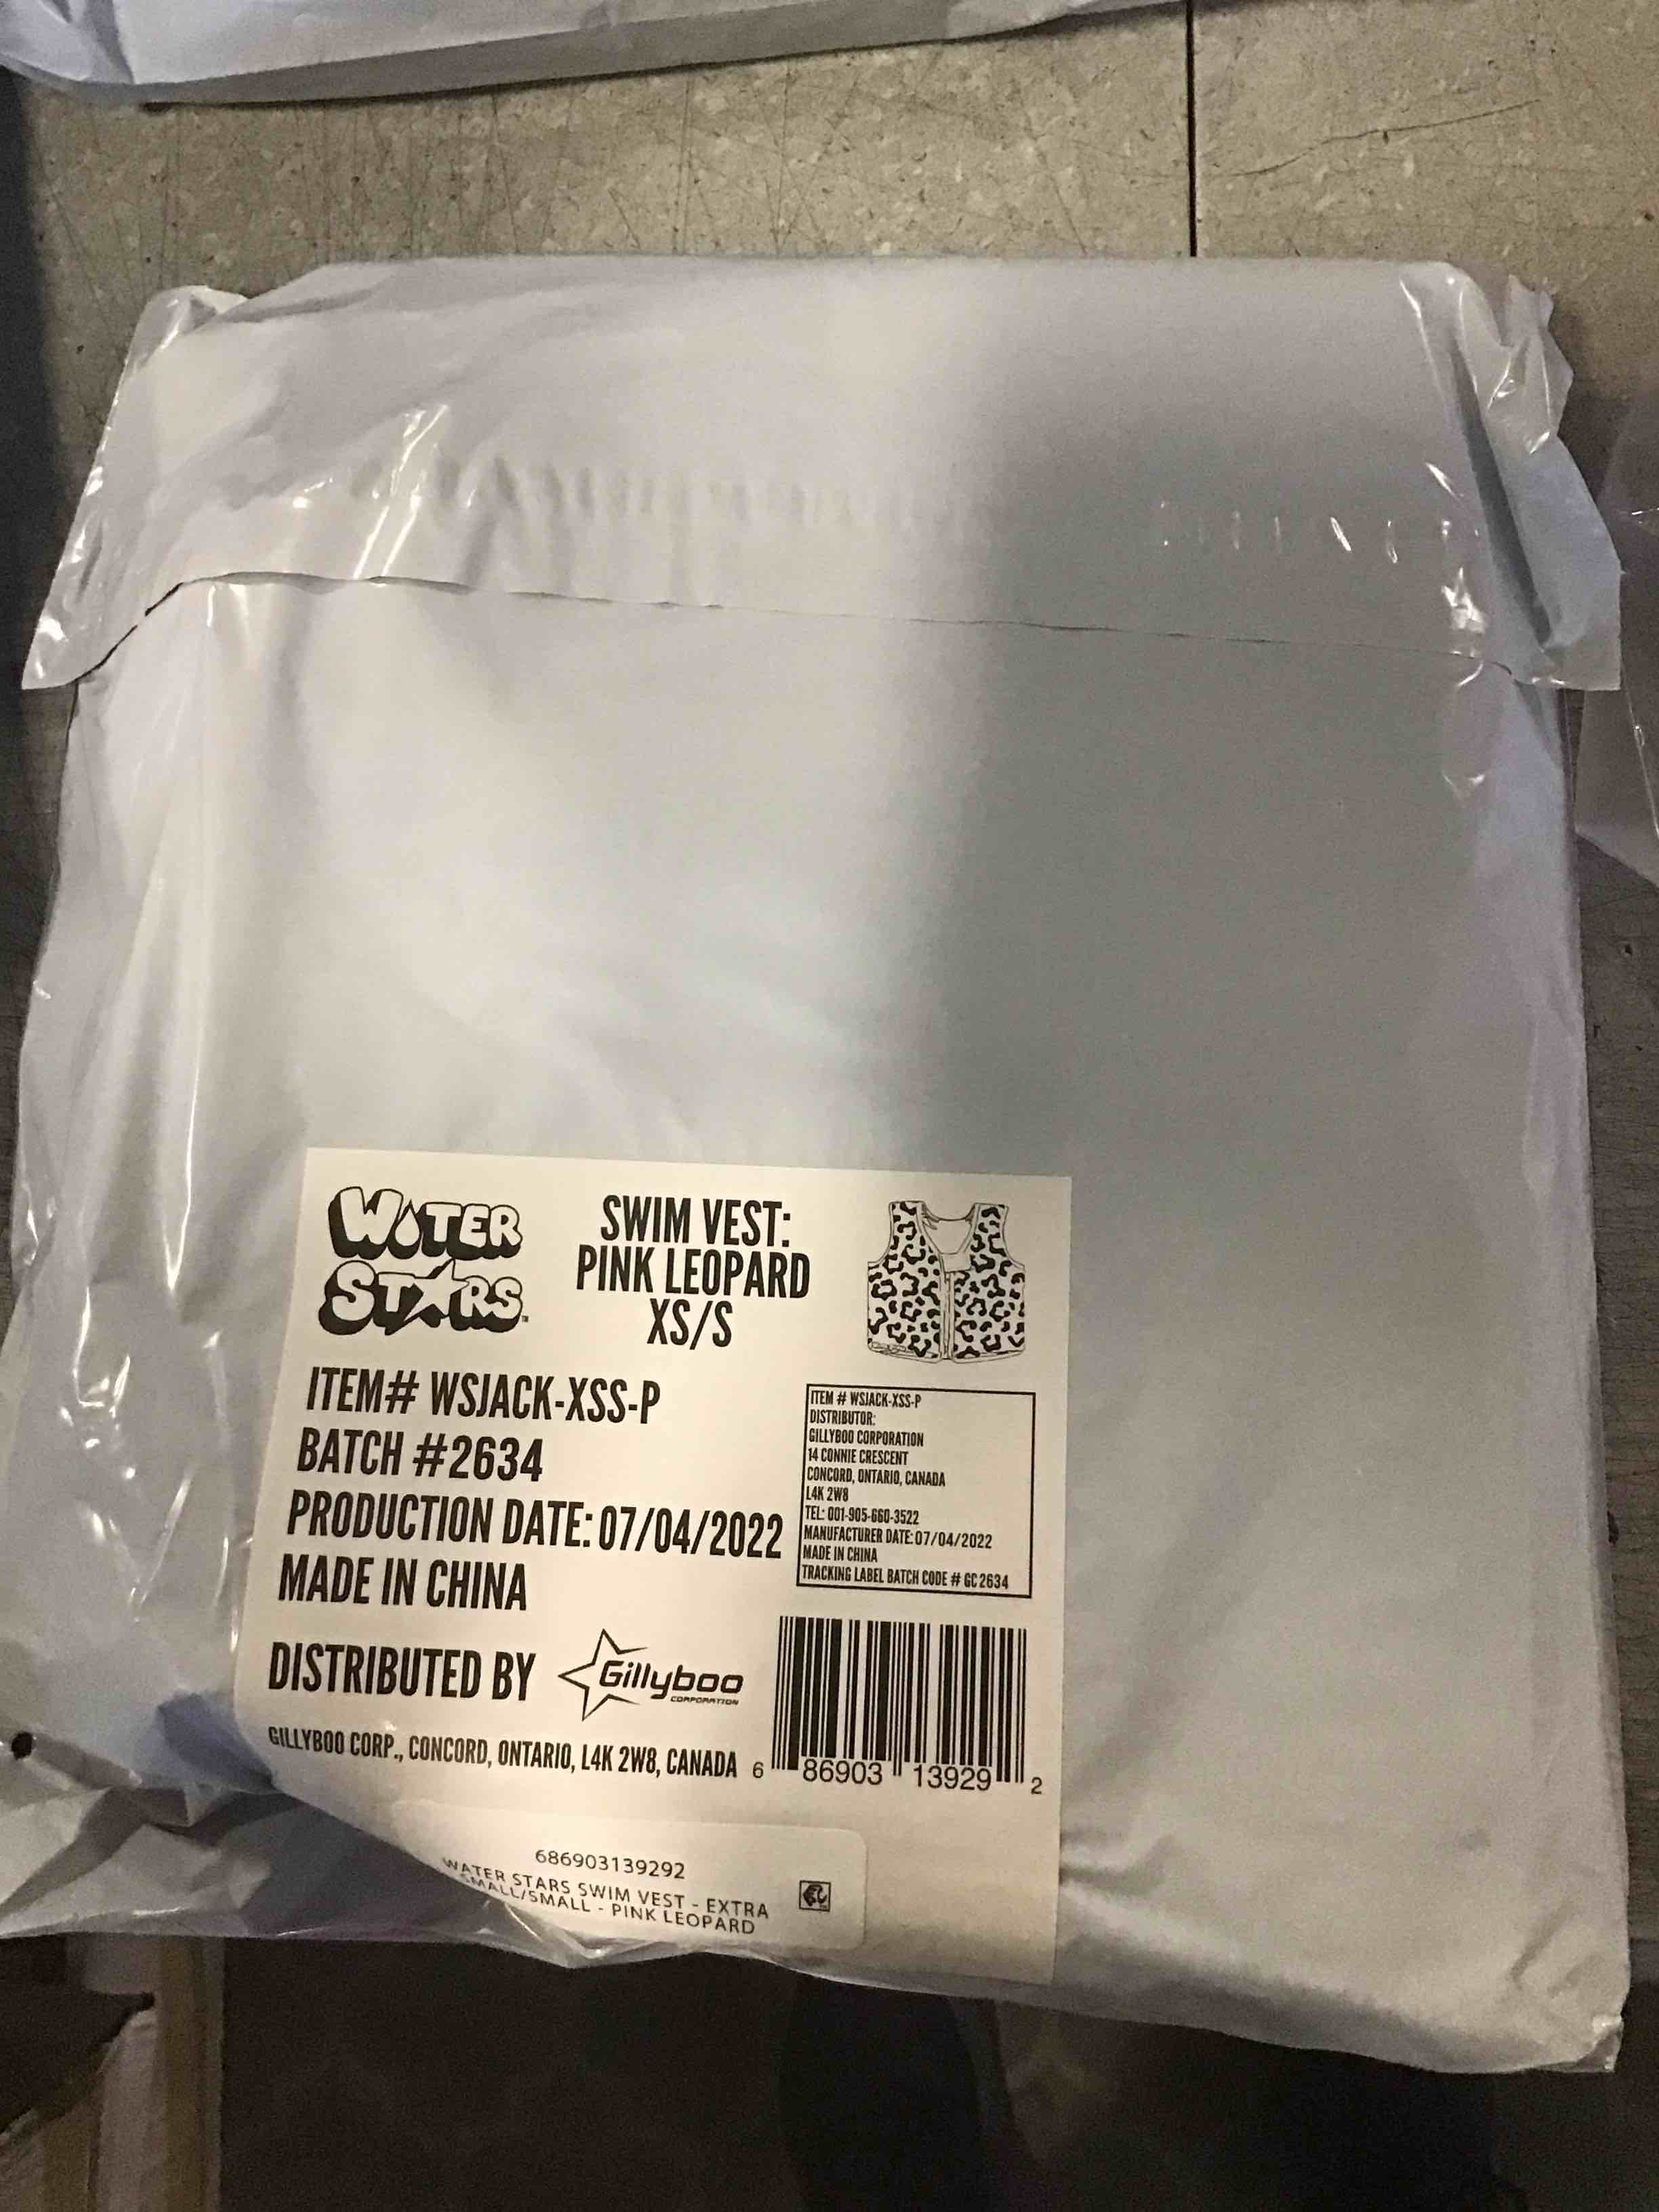 WATER
STARS™
SWIM VEST:
PINK LEOPARD
XS/S
ITEM# WSJACK-XSS-P
BATCH #2634
PRODUCTION DATE: 07/04/2022
MADE IN CHINA
DISTRIBUTED BY
Gillyboo
CORPORATION
GILLYBOO CORP., CONCORD, ONTARIO, L4K 2W8, CANADA
ITEM # WSJACK-XSS-P
DISTRIBUTOR:
GILLYBOO CORPORATION
14 CONNIE CRESCENT
CONCORD, ONTARIO, CANADA
L4K 2W8
TEL: 001-905-660-3522
MANUFACTURER DATE:07/04/2022
MADE IN CHINA
TRACKING LABEL BATCH CODE # GC2634
6 86903 13929 2
686903139292
WATER STARS SWIM VEST - EXTRA
SMALL/SMALL - PINK LEOPARD